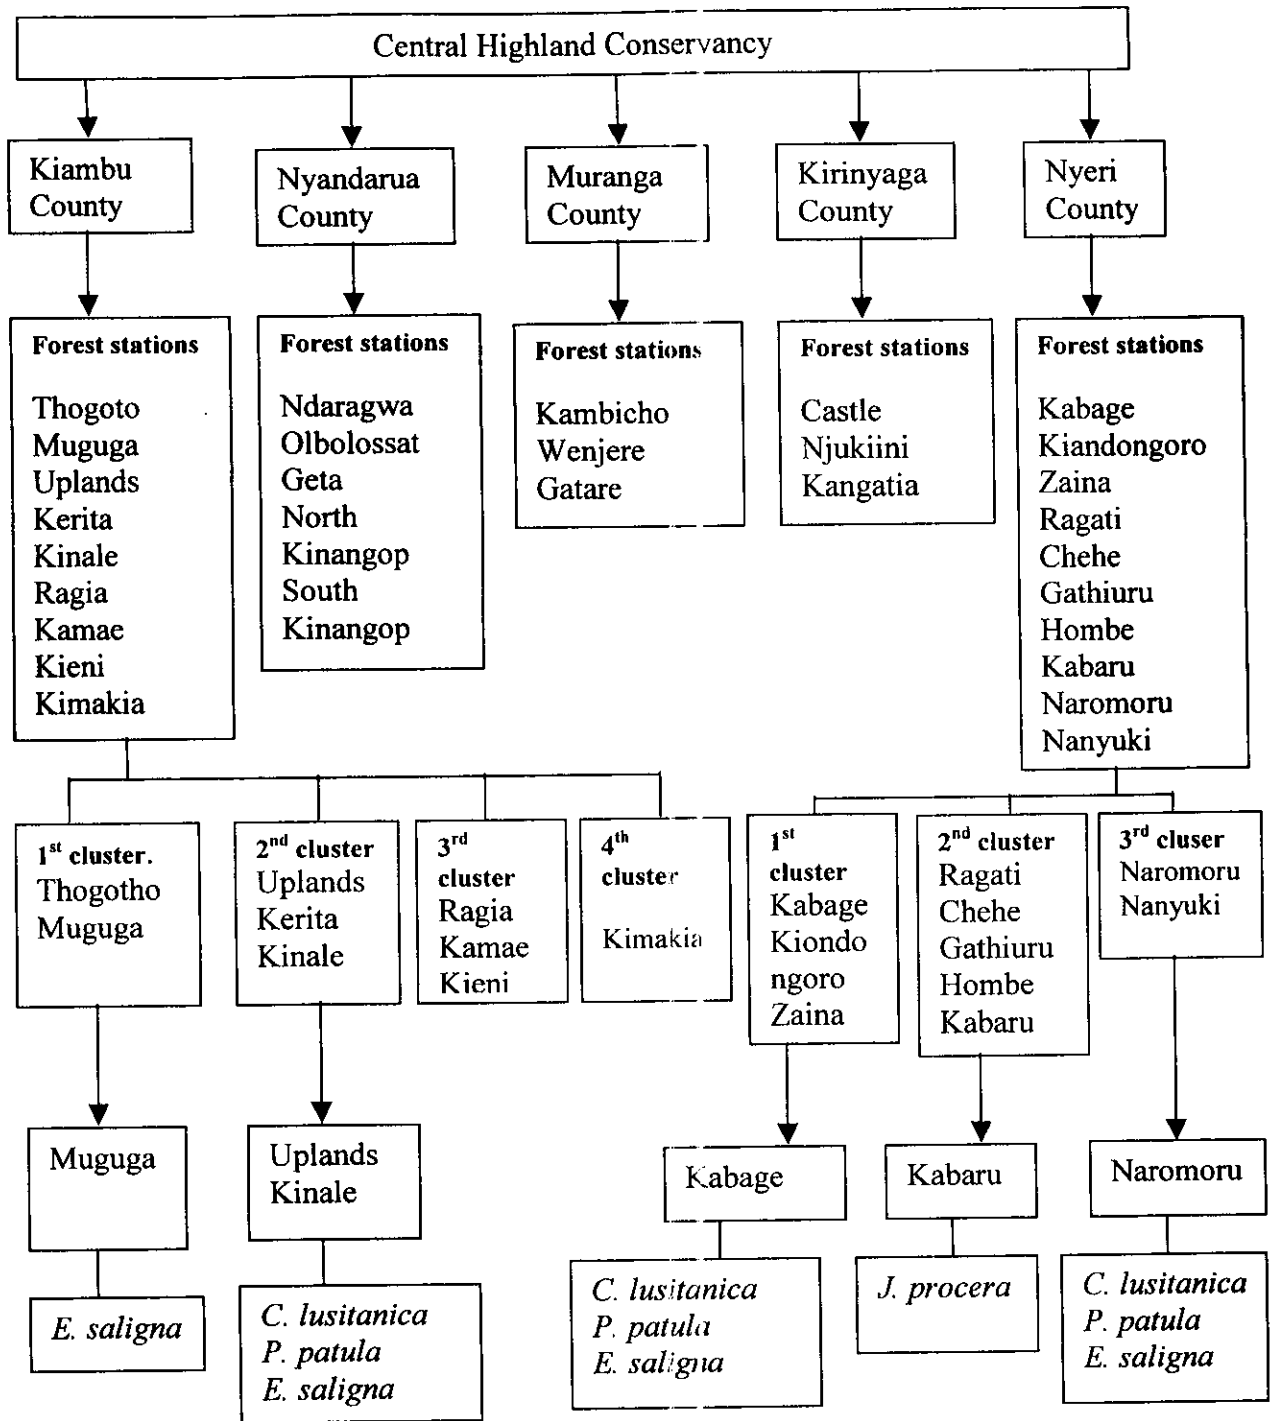 Central Highland Conservancy
Kiambu
County
Nyandarua
County
Muranga
County
Kirinyaga
County
Nyeri
County
Forest stations
Thogoto
Muguga
Uplands
Kerita
Kinale
Ragia
Kamae
Kieni
Kimakia
Forest stations
Ndaragwa
Olbolossat
Geta
North
Kinangop
South
Kinangop
Forest stations
Kambicho
Wenjere
Gatare
Forest stations
Castle
Njukiini
Kangatia
Forest stations
Kabage
Kiandongoro
Zaina
Ragati
Chehe
Gathiuru
Hombe
Kabaru
Naromoru
Nanyuki
1st cluster.
Thogotho
Muguga
2nd cluster
Uplands
Kerita
Kinale
3rd
cluster
Ragia
Kamae
Kieni
4th
cluster
Kimakia
1st
cluster
Kabage
Kiondo
ngoro
Zaina
2nd cluster
Ragati
Chehe
Gathiuru
Hombe
Kabaru
3rd cluser
Naromoru
Nanyuki
Muguga
Uplands
Kinale
Kabage
Kabaru
Naromoru
E. saligna
C. lusitanica
P. patula
E. saligna
C. lusitanica
P. patula
E. saligna
J. procera
C. lusitanica
P. patula
E. saligna